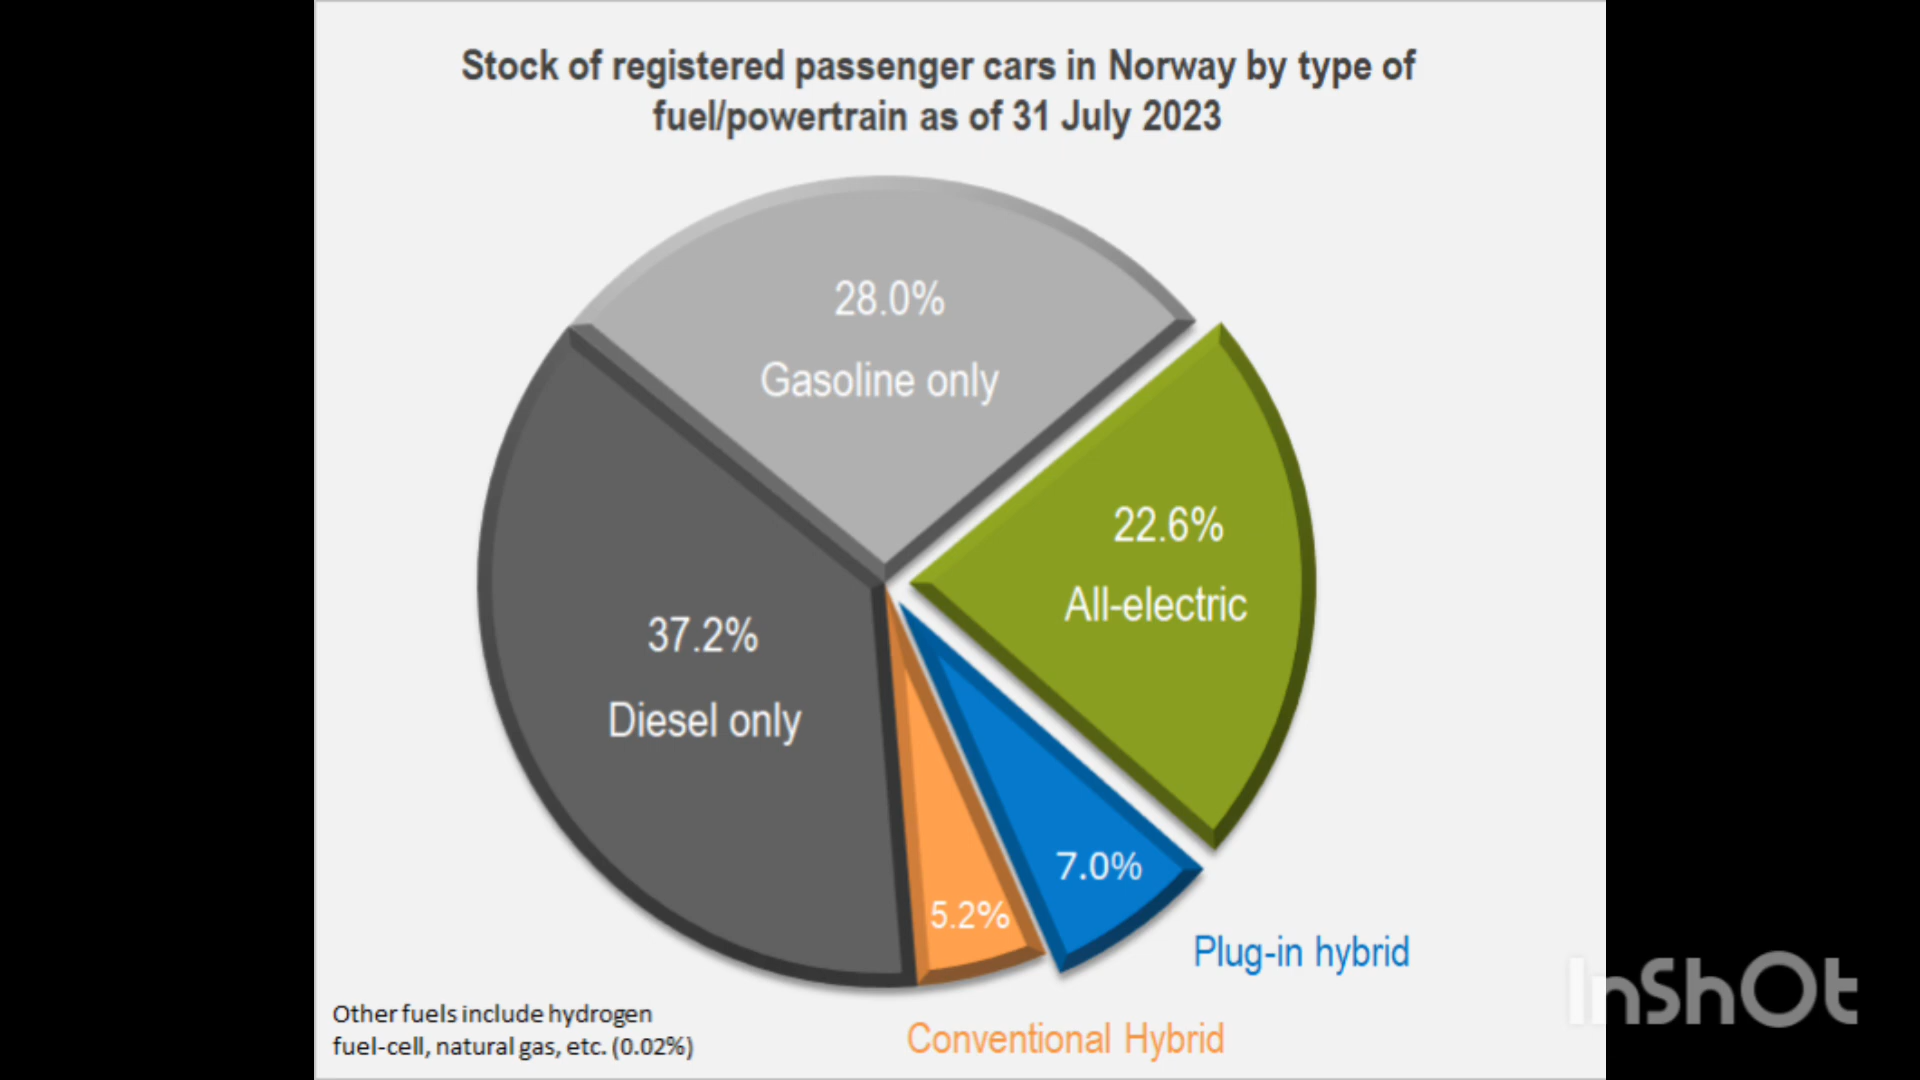 Stock of registered passenger cars in Norway by type of
fuel/powertrain as of 31 July 2023
28.0%
Gasoline only
22.6%
All-electric
37.2%
Diesel only
7.0%
5.2%
Plug-in hybrid
Conventional Hybrid
Other fuels include hydrogen
fuel-cell, natural gas, etc. (0.02%)
InShOt